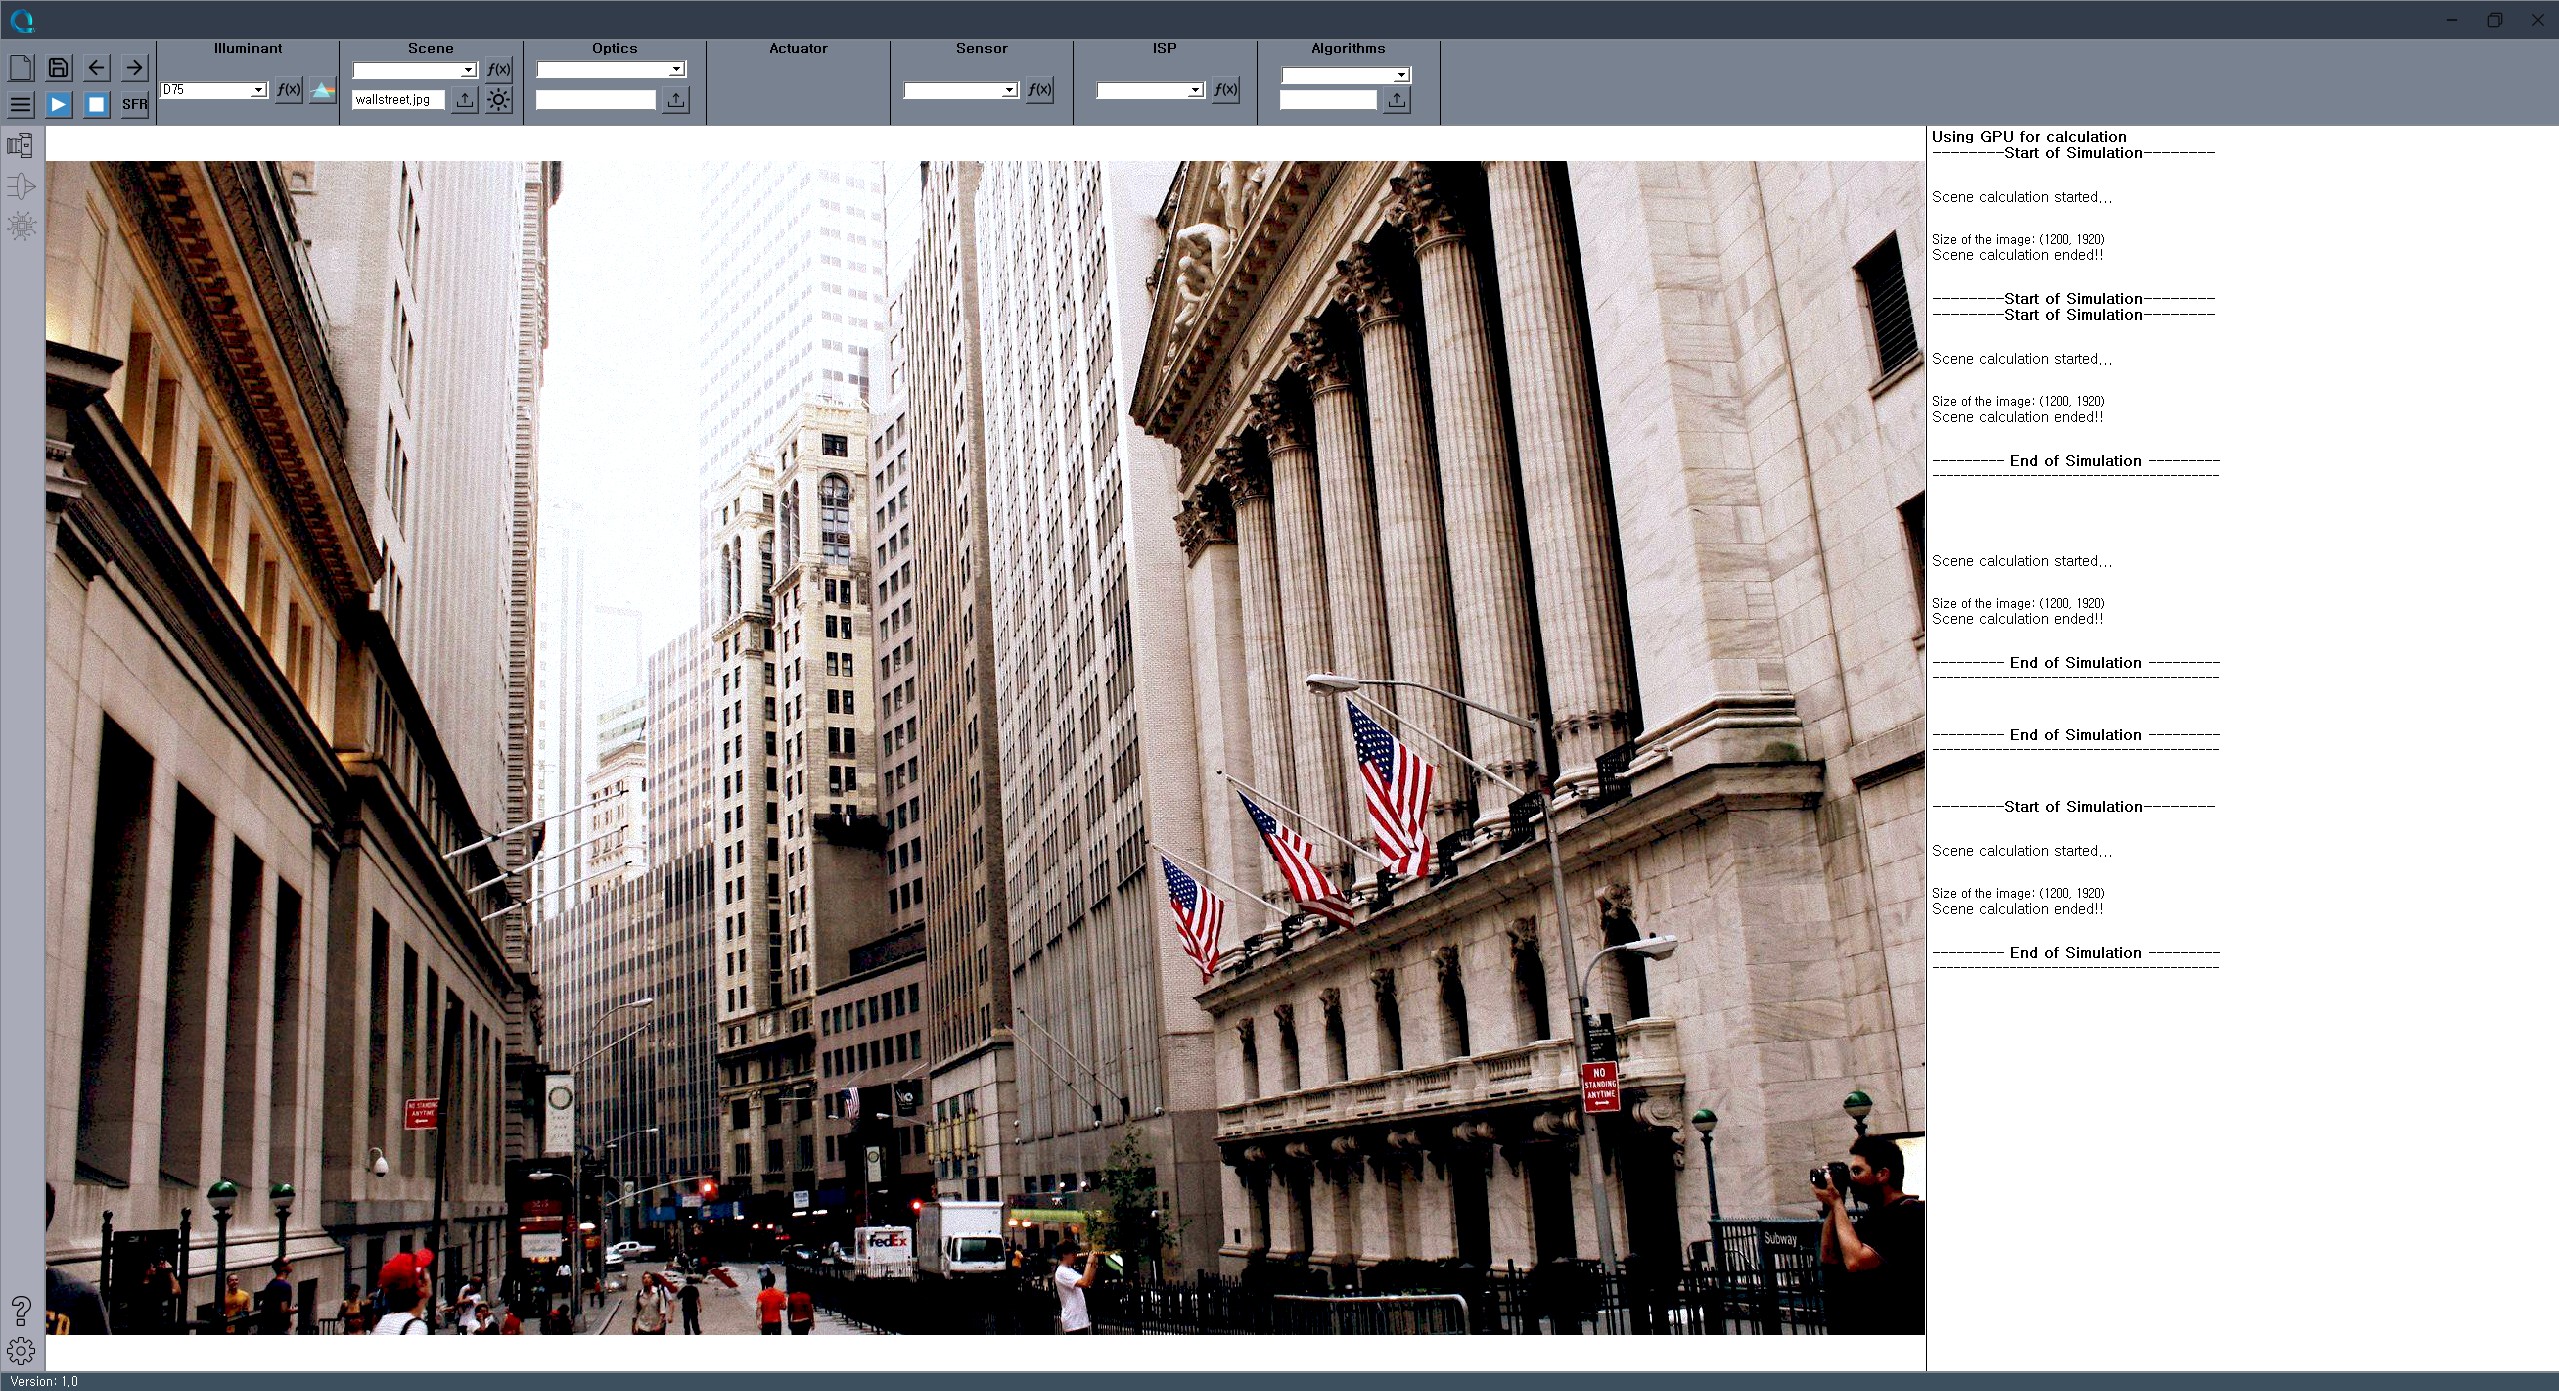 Illuminant
Scene
Optics
Actuator
Sensor
ISP
Algorithms
f(x)
D75
f(x)
f(x)
f(x)
wallstreet.jpg
SFR
Using GPU for calculation
--------Start of Simulation--------
Scene calculation started...
Size of the image: (1200, 1920)
Scene calculation ended!!
--------Start of Simulation--------
--------Start of Simulation--------
Scene calculation started...
Size of the image: (1200, 1920)
Scene calculation ended!!
--------- End of Simulation ---------
Scene calculation started...
Size of the image: (1200, 1920)
Scene calculation ended!!
--------- End of Simulation ---------
--------- End of Simulation ---------
--------Start of Simulation--------
Scene calculation started...
Size of the image: (1200, 1920)
Scene calculation ended!!
--------- End of Simulation ---------
NO
STANDING
ANYTIME
NO STANDING
ANYTIME
FedEx
Subway
Version: 1.0